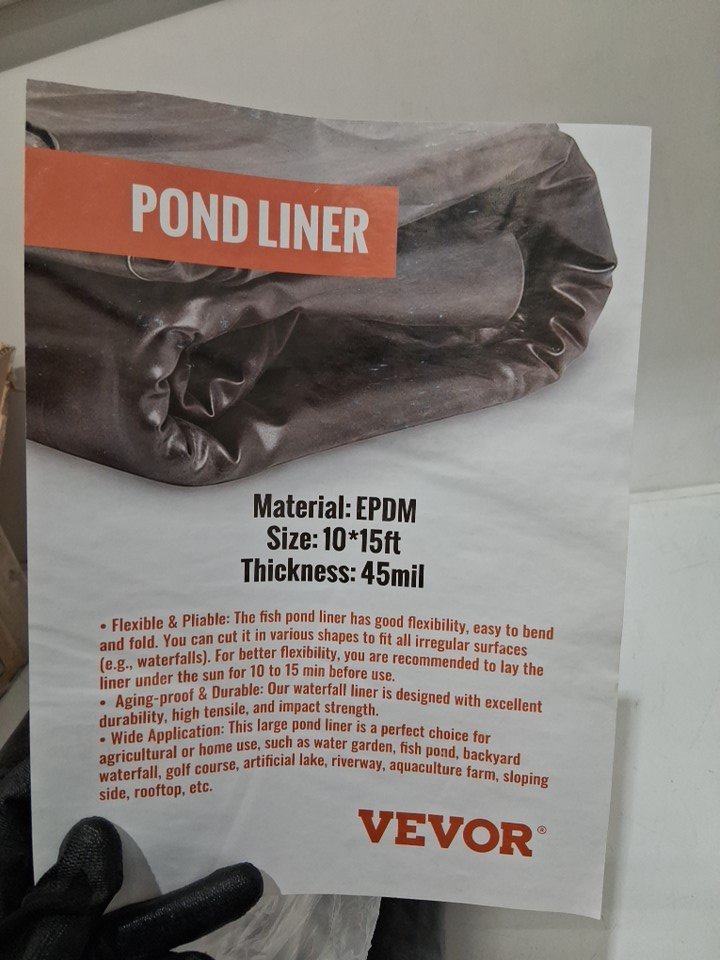 POND LINER
Material: EPDM
Size: 10*15ft
Thickness: 45mil
• Flexible & Pliable: The fish pond liner has good flexibility, easy to bend
and fold. You can cut it in various shapes to fit all irregular surfaces
(e.g., waterfalls). For better flexibility, you are recommended to lay the
liner under the sun for 10 to 15 min before use.
• Aging-proof & Durable: Our waterfall liner is designed with excellent
durability, high tensile, and impact strength.
• Wide Application: This large pond liner is a perfect choice for
agricultural or home use, such as water garden, fish pond, backyard
waterfall, golf course, artificial lake, riverway, aquaculture farm, sloping
side, rooftop, etc.
VEVOR®